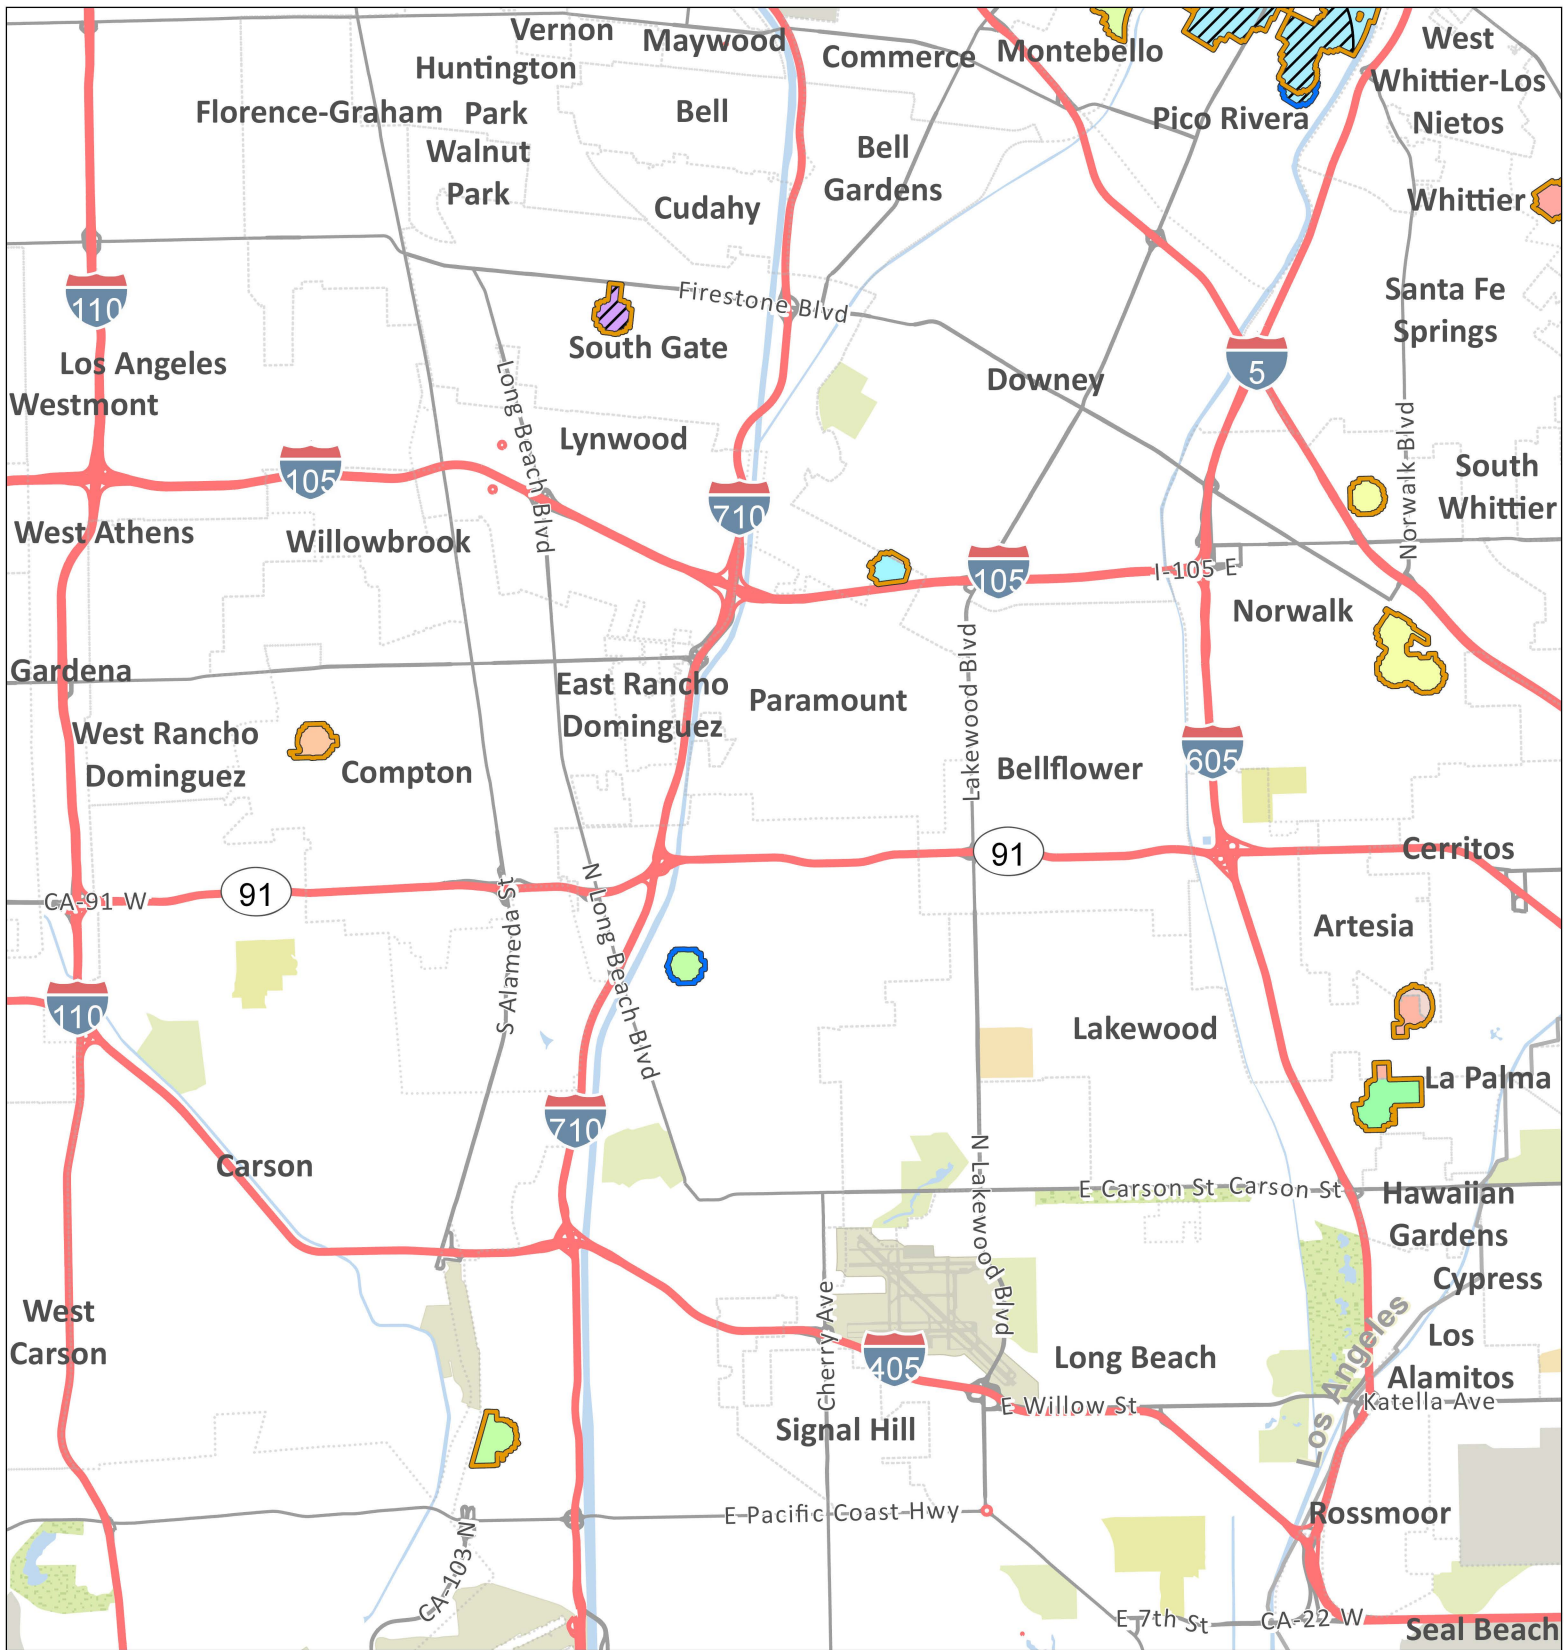 Vernon
Maywood
Commerce
Montebello
West
Whittier-Los
Nietos
Huntington
Park
Florence-Graham
Bell
Pico Rivera
Walnut
Park
Bell
Gardens
Cudahy
Whittier
Firestone Blvd
110
South Gate
Santa Fe
Springs
Los Angeles
Westmont
Long Beach Blvd
5
Downey
Norwalk Blvd
Lynwood
105
710
South
Whittier
West Athens
Willowbrook
105
I-105 E
Norwalk
Gardena
East Rancho
Dominguez
Paramount
Lakewood Blvd
West Rancho
Dominguez
Compton
Bellflower
605
91
Cerritos
CA-91 W
91
S Alameda St
N Long Beach Blvd
Artesia
110
Lakewood
La Palma
710
Carson
N Lakewood Blvd
E Carson St
Carson St
Hawaiian
Gardens
Cypress
West
Carson
Cherry Ave
405
Long Beach
Los Angeles
Los
Alamitos
Katella Ave
E Willow St
Signal Hill
E Pacific Coast Hwy
Rossmoor
CA-103 N
E 7th St
CA-22 W
Seal Beach